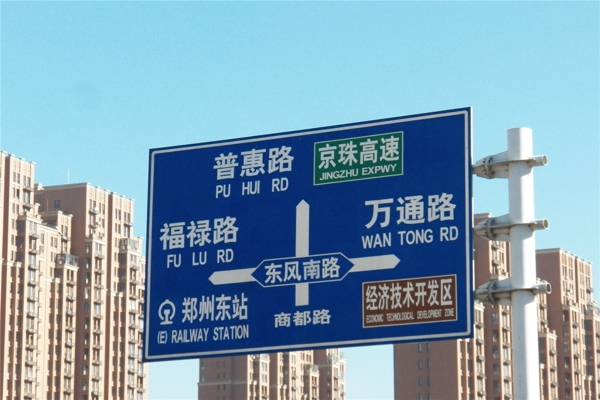 普惠路
PU HUI RD
京珠高速
JINGZHU EXPWY
福禄路
FU LU RD
万通路
WAN TONG RD
东风南路
郑州东站
(E) RAILWAY STATION
商都路
经济技术开发区
ECONOMIC TECHNOLOGICAL DEVELOPMENT ZONE